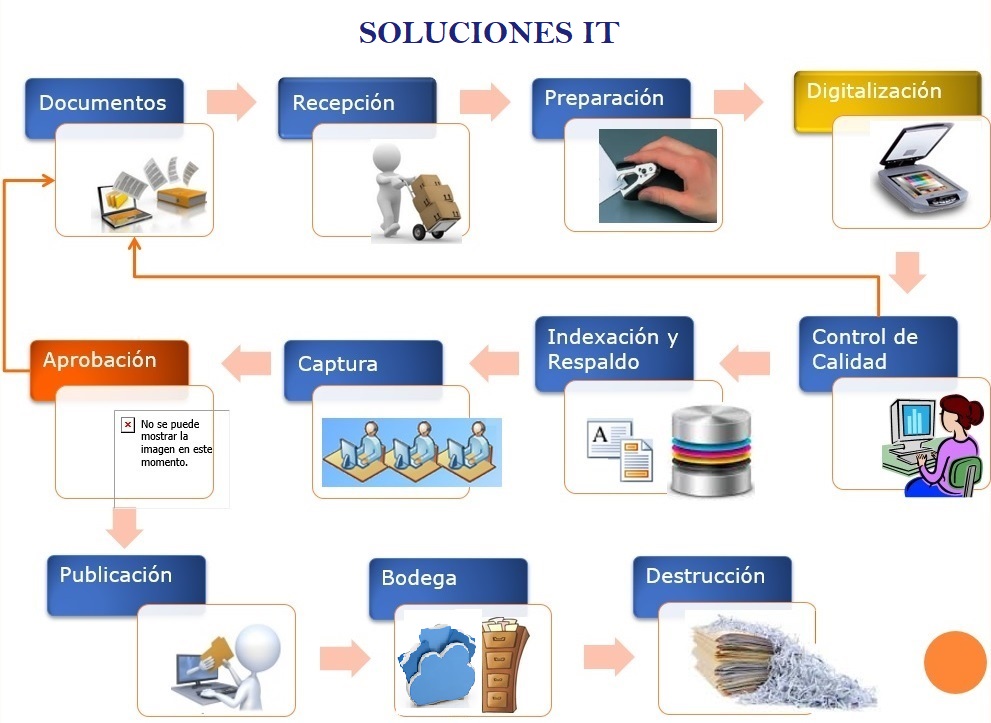 SOLUCIONES IT
Documentos
Recepción
Preparación
Digitalización
Aprobación
Captura
Indexación y
Respaldo
Control de
Calidad
A
No se puede
mostrar la
imagen en este
momento.
Publicación
Bodega
Destrucción